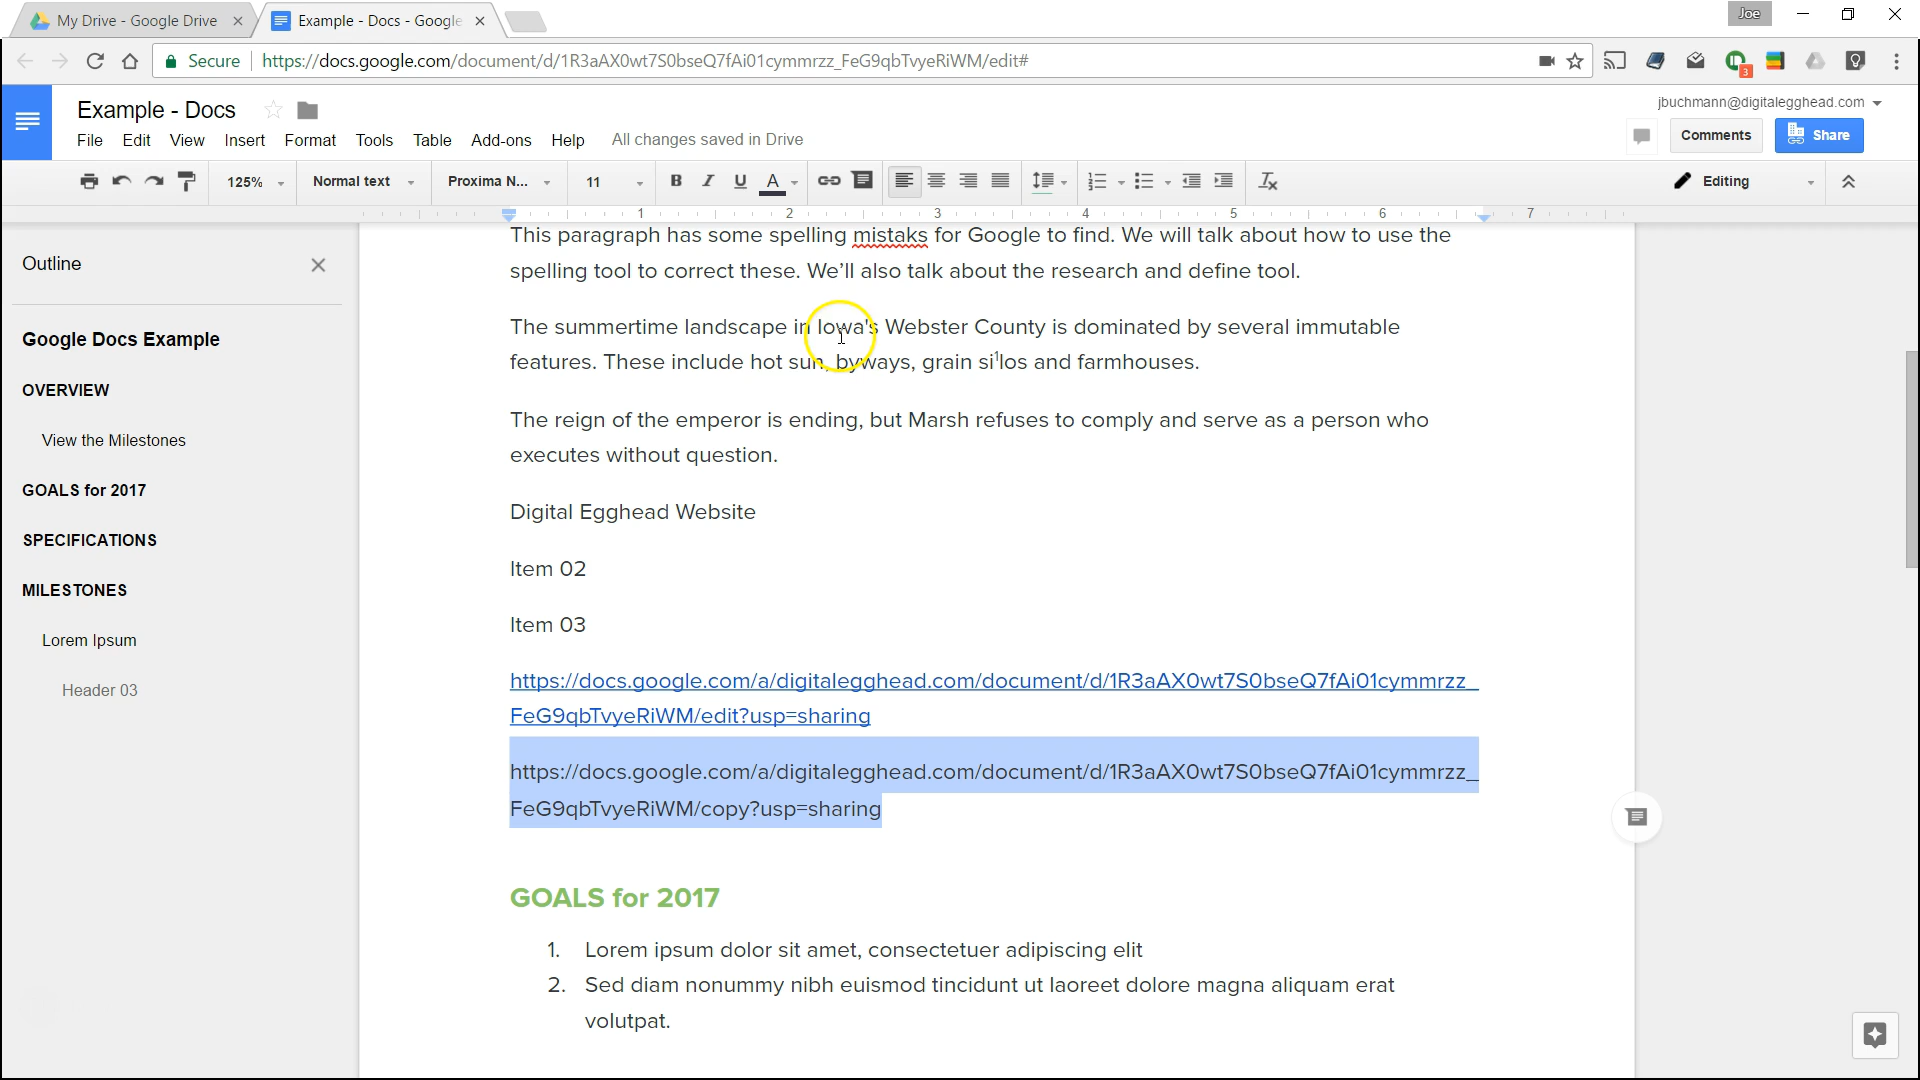 My Drive - Google Drive
Example - Docs - Google
Joe
Secure
https://docs.google.com/document/d/1R3aAX0wt7S0bseQ7fAi01cymmrzz_FeG9qbTvyeRiWM/edit#
3
Example - Docs
jbuchmann@digitalegghead.com
File Edit View Insert Format Tools Table Add-ons Help All changes saved in Drive
Comments
Share
125% Normal text Proxima N... 11 B I U A Editing
1 2 3 4 5 6 7
Outline
Google Docs Example
OVERVIEW
View the Milestones
GOALS for 2017
SPECIFICATIONS
MILESTONES
Lorem Ipsum
Header 03
This paragraph has some spelling mistaks for Google to find. We will talk about how to use the
spelling tool to correct these. We’ll also talk about the research and define tool.
The summertime landscape in Iowa's Webster County is dominated by several immutable
features. These include hot sun, byways, grain si¹los and farmhouses.
The reign of the emperor is ending, but Marsh refuses to comply and serve as a person who
executes without question.
Digital Egghead Website
Item 02
Item 03
https://docs.google.com/a/digitalegghead.com/document/d/1R3aAX0wt7S0bseQ7fAi01cymmrzz_
FeG9qbTvyeRiWM/edit?usp=sharing
https://docs.google.com/a/digitalegghead.com/document/d/1R3aAX0wt7S0bseQ7fAi01cymmrzz_
FeG9qbTvyeRiWM/copy?usp=sharing
GOALS for 2017
1. Lorem ipsum dolor sit amet, consectetuer adipiscing elit
2. Sed diam nonummy nibh euismod tincidunt ut laoreet dolore magna aliquam erat
volutpat.